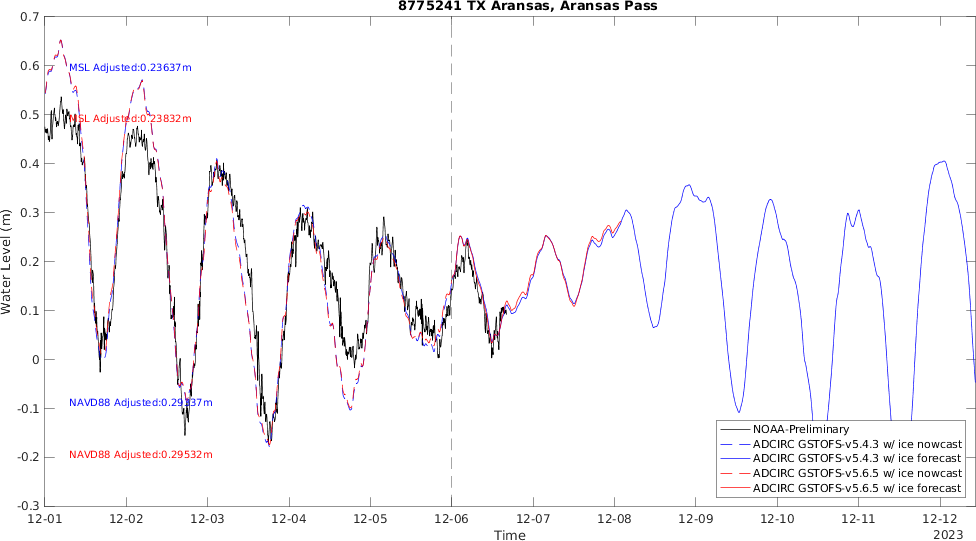 8775241 TX Aransas, Aransas Pass
0.7
0.6
0.5
0.4
0.3
0.2
0.1
0
-0.1
-0.2
-0.3
Water Level (m)
MSL Adjusted:0.23637m
MSL Adjusted:0.23832m
NAVD88 Adjusted:0.29337m
NAVD88 Adjusted:0.29532m
NOAA-Preliminary
ADCIRC GSTOFS-v5.4.3 w/ ice nowcast
ADCIRC GSTOFS-v5.4.3 w/ ice forecast
ADCIRC GSTOFS-v5.6.5 w/ ice nowcast
ADCIRC GSTOFS-v5.6.5 w/ ice forecast
12-01 12-02 12-03 12-04 12-05 12-06 12-07 12-08 12-09 12-10 12-11 12-12
Time
2023